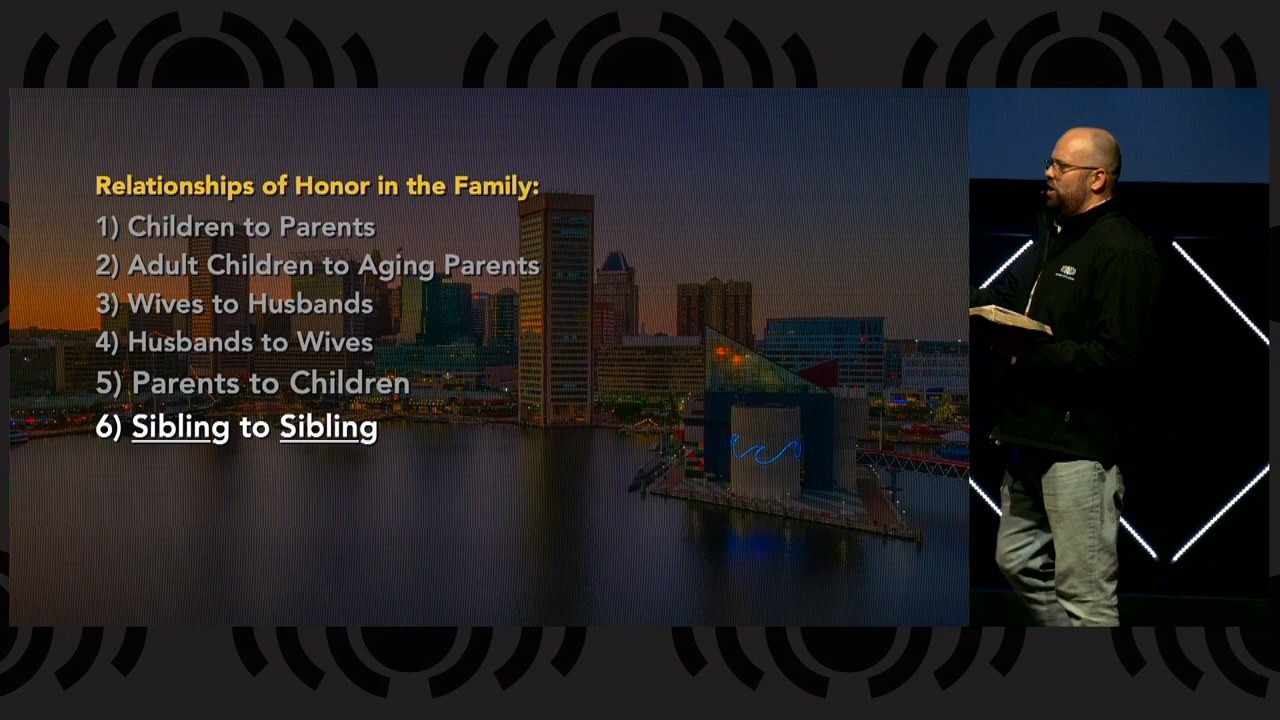 Relationships of Honor in the Family:
1) Children to Parents
2) Adult Children to Aging Parents
3) Wives to Husbands
4) Husbands to Wives
5) Parents to Children
6) Sibling to Sibling